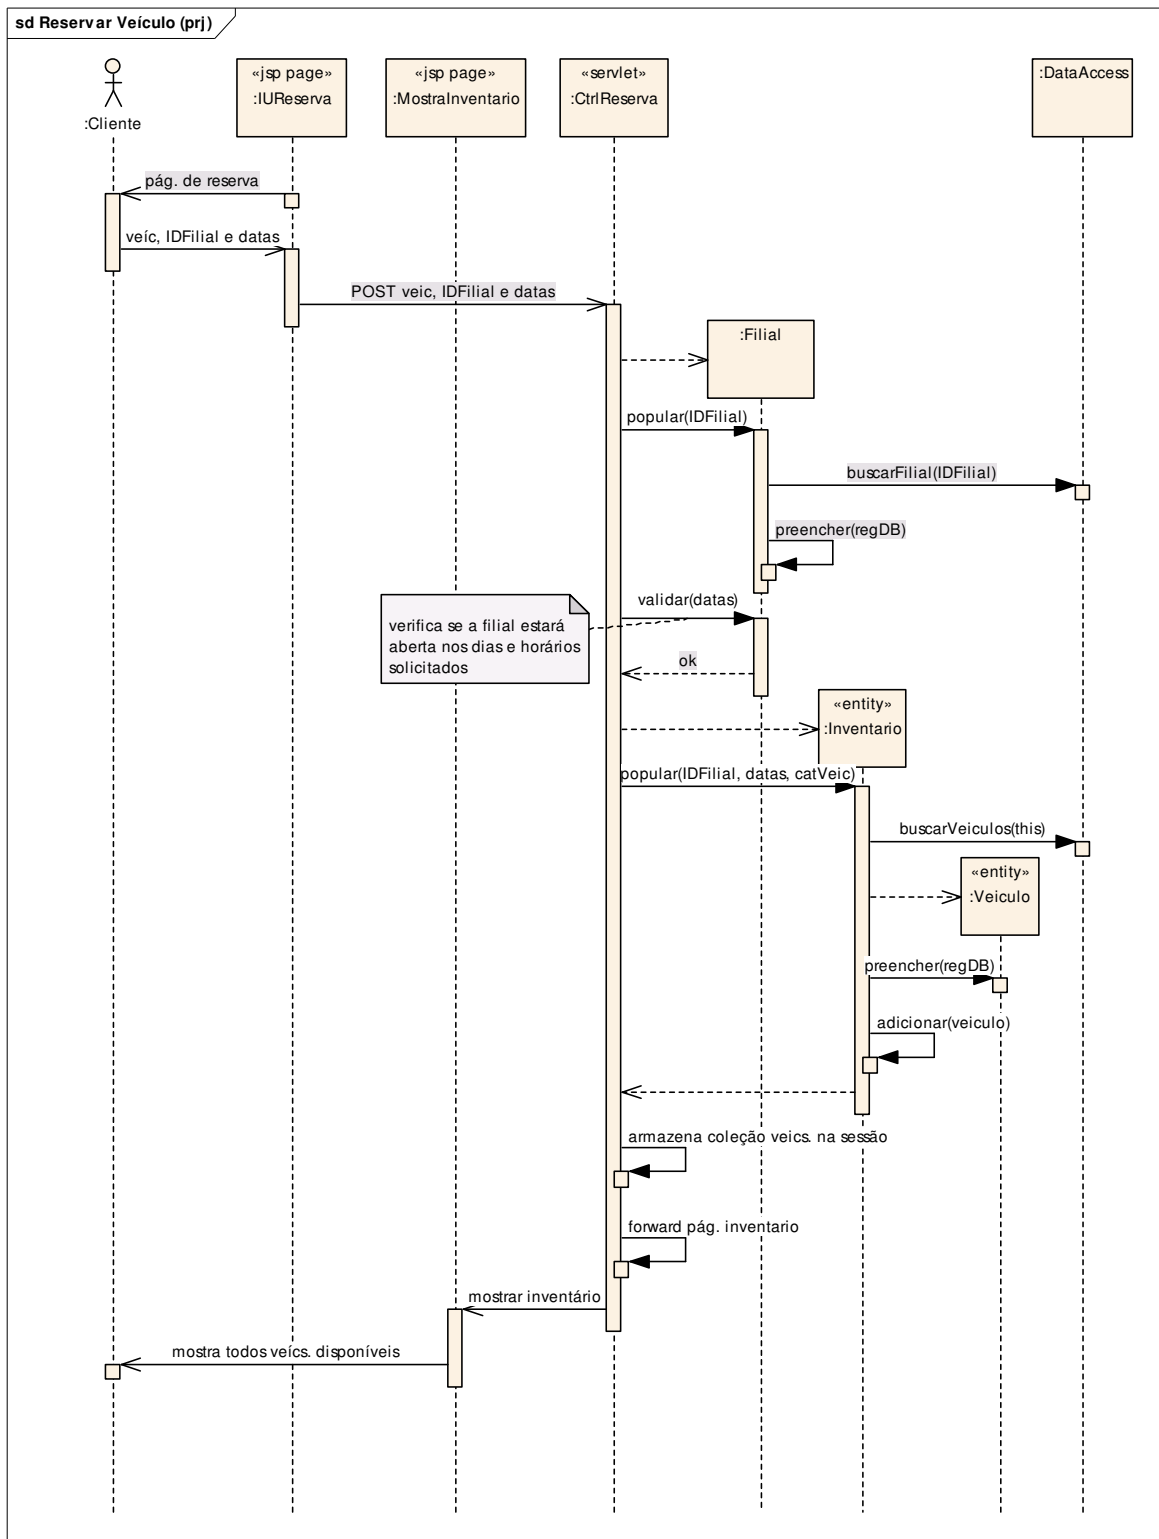 sd Reservar Veículo (prj)
:Cliente
«jsp page»
:IUReserva
«jsp page»
:MostraInventario
«servlet»
:CtrlReserva
:DataAccess
pág. de reserva
veíc, IDFilial e datas
POST veic, IDFilial e datas
:Filial
popular(IDFilial)
buscarFilial(IDFilial)
preencher(regDB)
validar(datas)
verifica se a filial estará
aberta nos dias e horários
solicitados
ok
«entity»
:Inventario
popular(IDFilial, datas, catVeic)
buscarVeiculos(this)
«entity»
:Veiculo
preencher(regDB)
adicionar(veiculo)
armazena coleção veics. na sessão
forward pág. inventario
mostrar inventário
mostra todos veícs. disponíveis